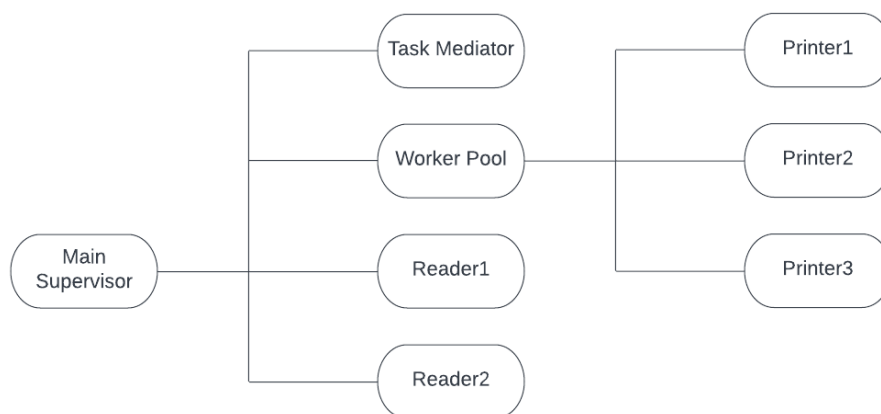 Task Mediator
Printer1
Worker Pool
Printer2
Main
Supervisor
Reader1
Printer3
Reader2